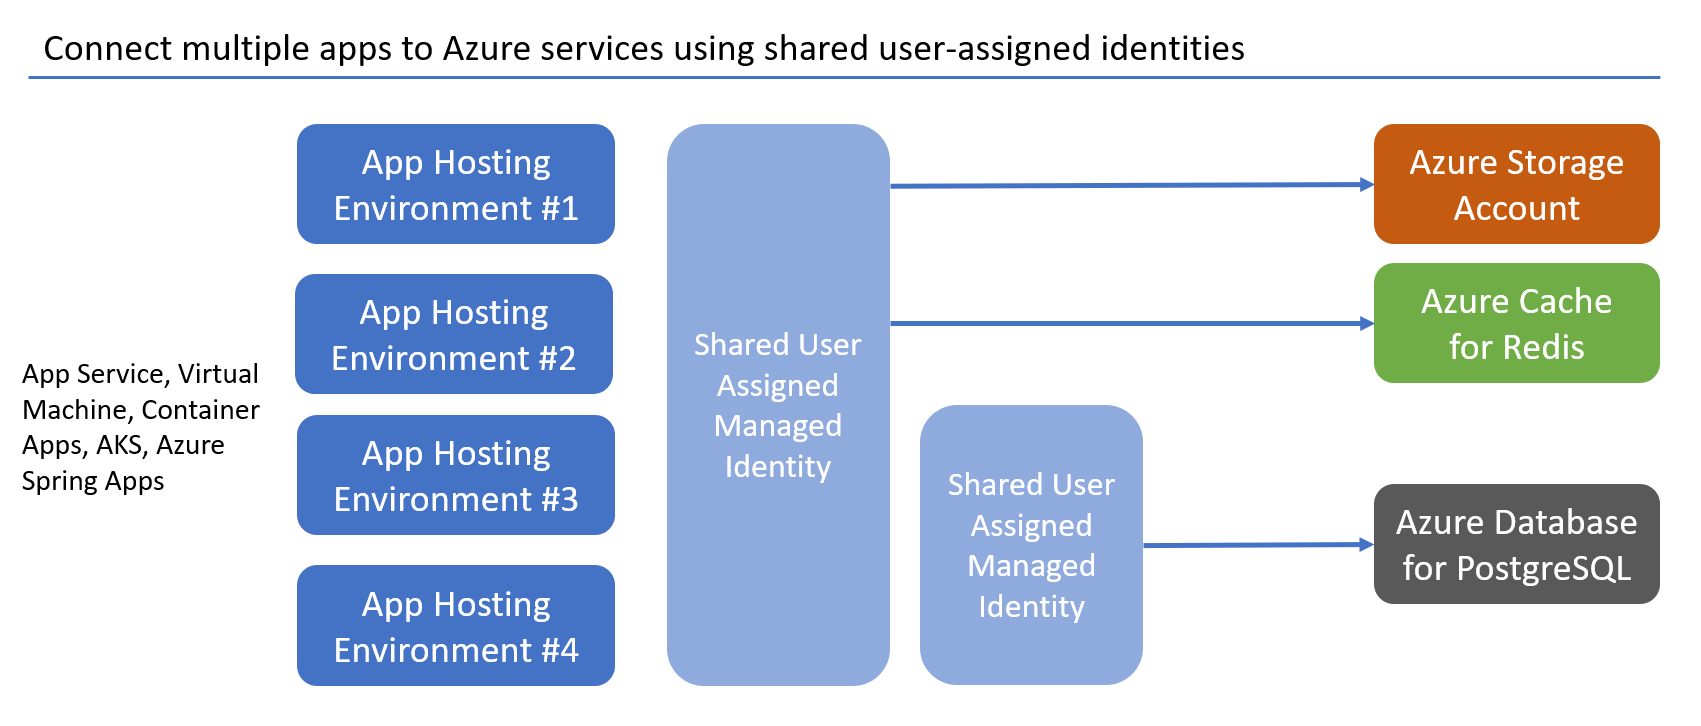 Connect multiple apps to Azure services using shared user-assigned identities
App Service, Virtual
Machine, Container
Apps, AKS, Azure
Spring Apps
App Hosting
Environment #1
App Hosting
Environment #2
App Hosting
Environment #3
App Hosting
Environment #4
Shared User
Assigned
Managed
Identity
Shared User
Assigned
Managed
Identity
Azure Storage
Account
Azure Cache
for Redis
Azure Database
for PostgreSQL